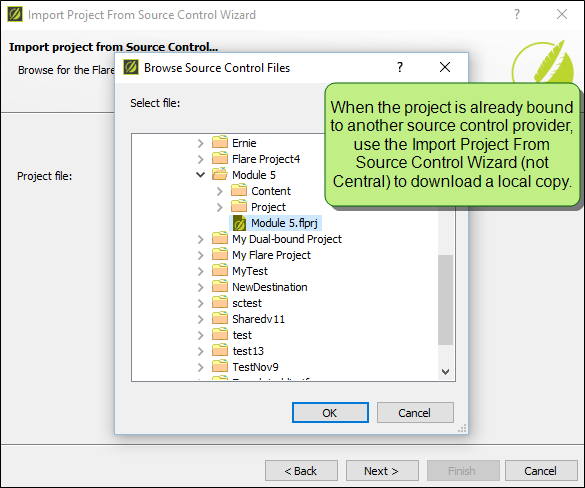 Import Project From Source Control Wizard
Import project from Source Control...
Browse for the Flare
Project file:
Browse Source Control Files
?
Select file:
Ernie
Flare Project4
Module 5
Content
Project
Module 5.flprj
My Dual-bound Project
My Flare Project
MyTest
NewDestination
sctest
Sharedv11
test
test13
TestNov9
OK
Cancel
When the project is already bound
to another source control provider,
use the Import Project From
Source Control Wizard (not
Central) to download a local copy.
?
< Back
Next >
Finish
Cancel